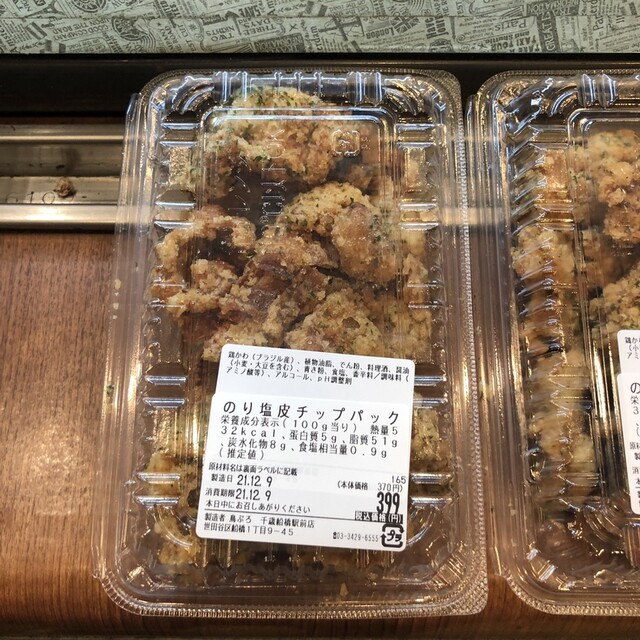 鶏かわ(ブラジル産)、植物油脂、でん粉、料理酒、醤油
(小麦・大豆を含む)、青さ粉、食塩、香辛料/調味料(
アミノ酸等)、アルコール、pH調整剤
のり塩皮チップパック
栄養成分表示(100g当り) 熱量5
32kcal、蛋白質5g、脂質51g
、炭水化物8g、食塩相当量0.9g
(推定値)
原材料名は裏面ラベルに記載
165
製造日 21.12. 9
(本体価格 370円)
消費期限21.12. 9
399
税込価格(円)
本日中にお召しあがりください
製造者 鳥ぷろ 千歳船橋駅前店
世田谷区船橋1丁目9-45
☎03-3429-6555
プラ